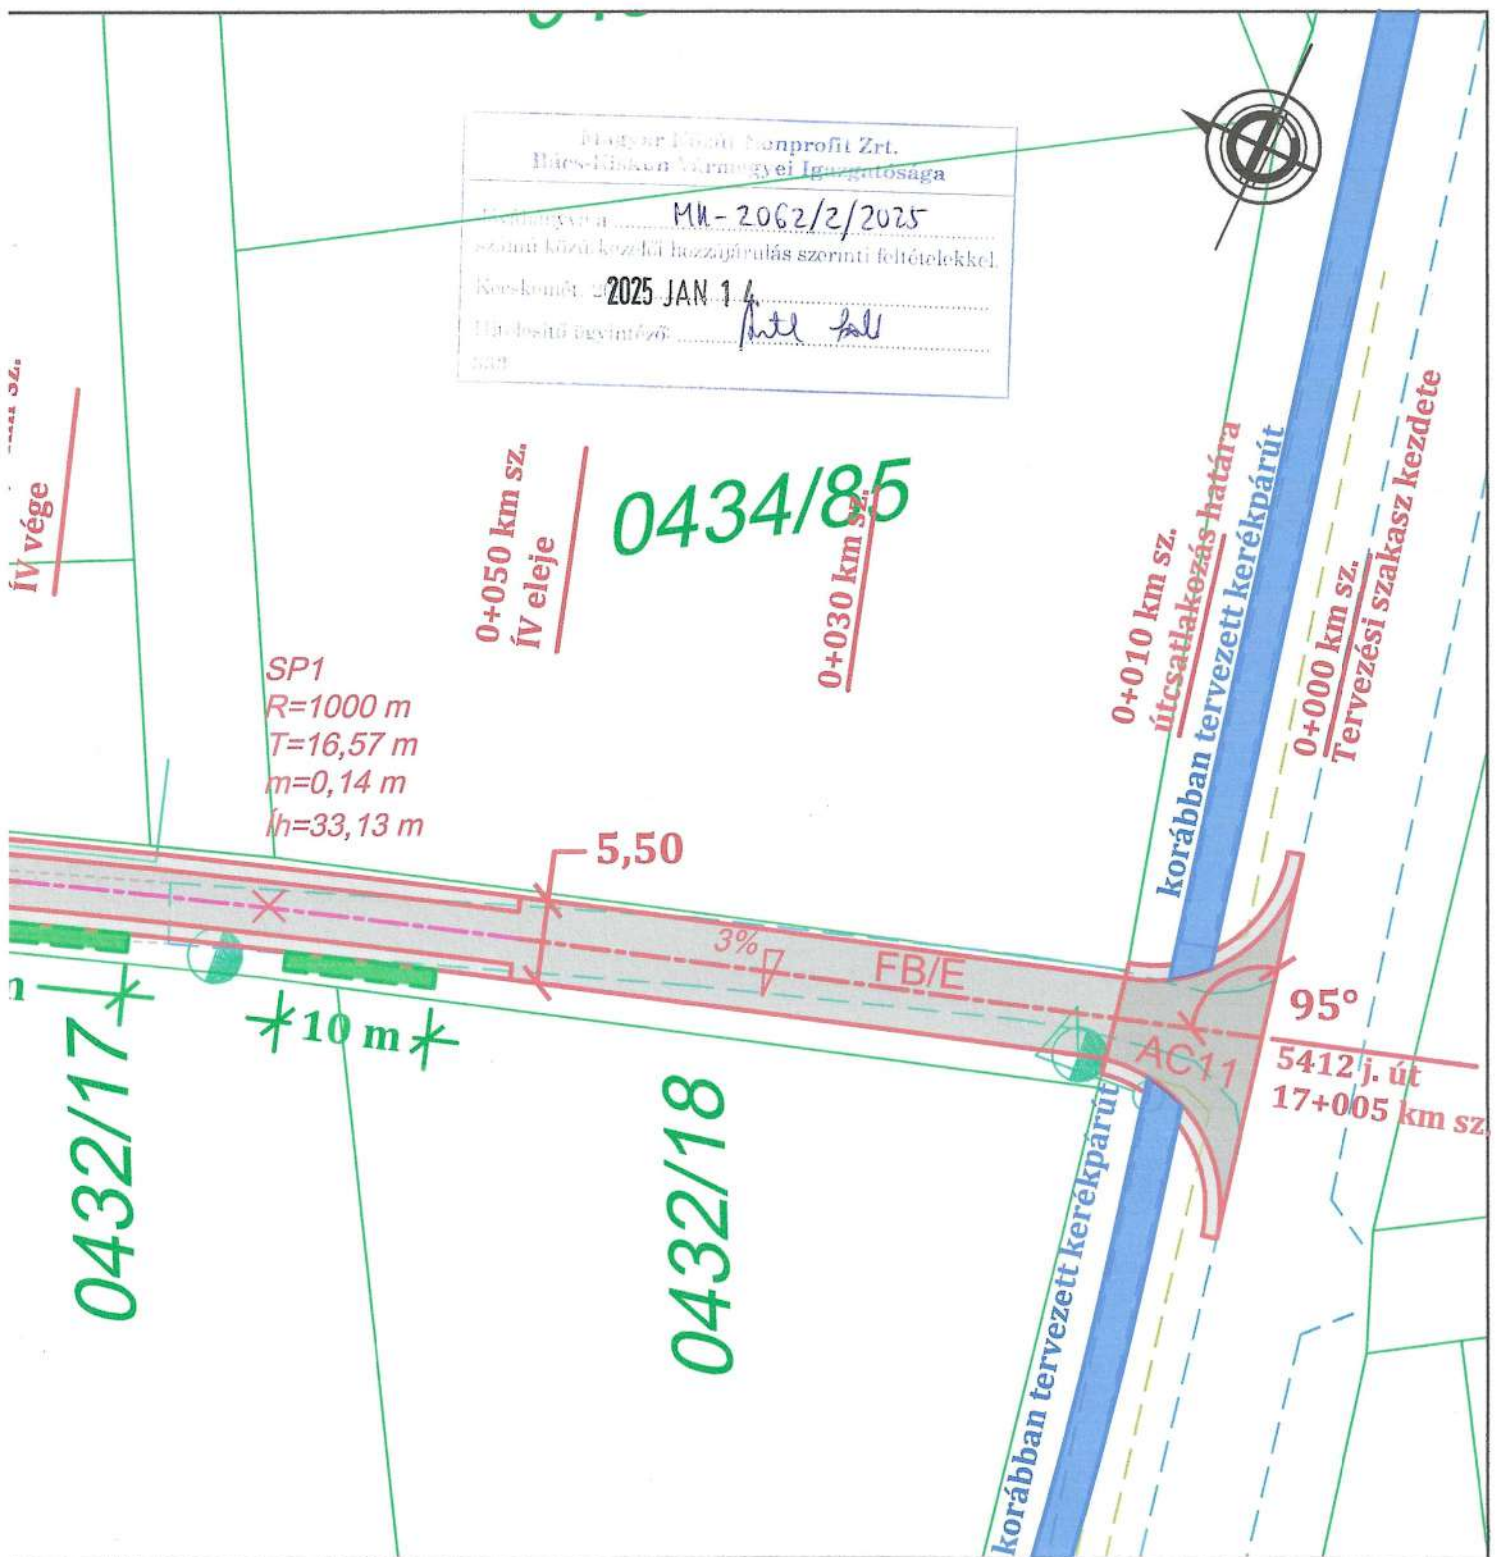 Magyar Közút Nonprofit Zrt.
Bács-Kiskun Vármegyei Igazgatósága
MK-2062/2/2025
számú közútkezelői hozzájárulás szerinti feltételekkel.
Kecskemét,
2025 JAN 14.
Hitelesítő ügyintéző:
ÍV vége
0+050 km sz.
ÍV eleje
0434/85
0+030 km sz.
0+010 km sz.
útcsatlakozás határa
korábban tervezett kerékpárút
0+000 km sz.
Tervezési szakasz kezdete
SP1
R=1000 m
T=16,57 m
m=0,14 m
Íh=33,13 m
5,50
3%
FB/E
AC11
95°
5412 j. út
17+005 km sz.
10 m
0432/17
0432/18
korábban tervezett kerékpárút